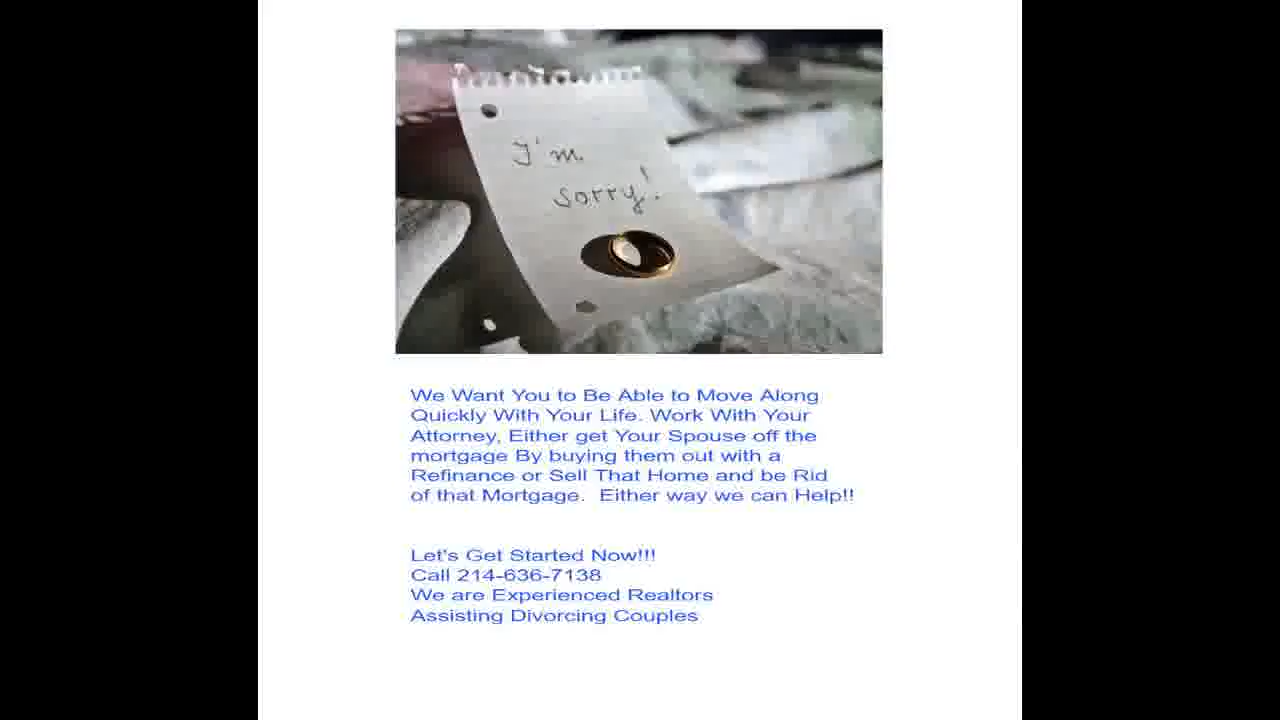 I'm
sorry!
We Want You to Be Able to Move Along
Quickly With Your Life. Work With Your
Attorney, Either get Your Spouse off the
mortgage By buying them out with a
Refinance or Sell That Home and be Rid
of that Mortgage.  Either way we can Help!!
Let's Get Started Now!!!
Call 214-636-7138
We are Experienced Realtors
Assisting Divorcing Couples